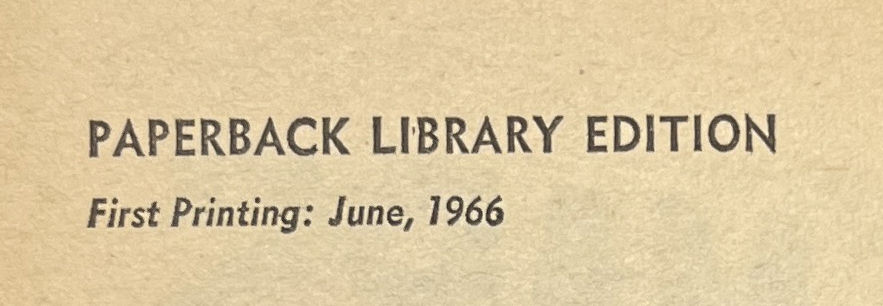 PAPERBACK LIBRARY EDITION
First Printing: June, 1966